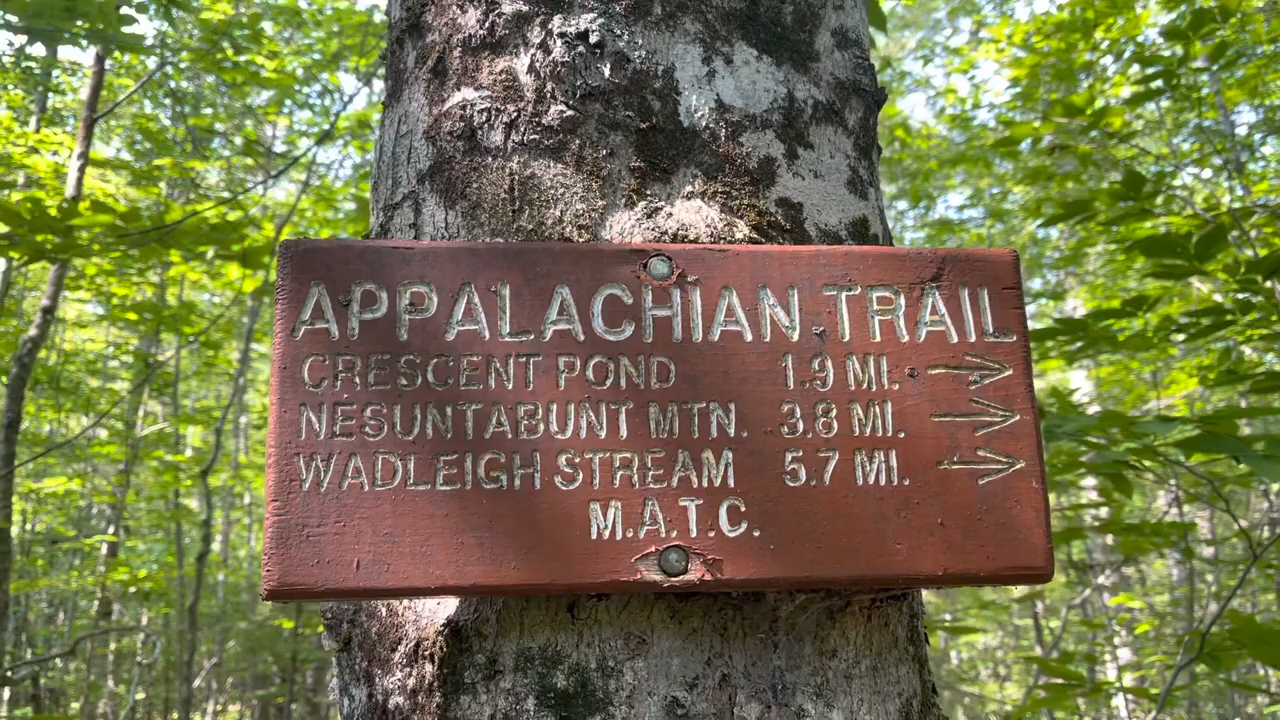 APPALACHIAN TRAIL
CRESCENT POND 1.9 MI. →
NESUNTABUNT MTN. 3.8 MI. →
WADLEIGH STREAM 5.7 MI. →
M.A.T.C.